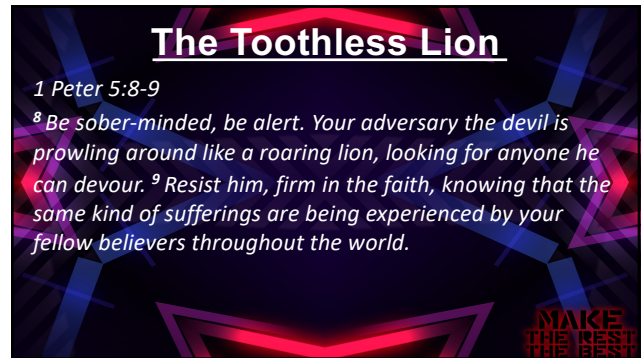 The Toothless Lion
1 Peter 5:8-9
8 Be sober-minded, be alert. Your adversary the devil is
prowling around like a roaring lion, looking for anyone he
can devour. 9 Resist him, firm in the faith, knowing that the
same kind of sufferings are being experienced by your
fellow believers throughout the world.
MAKE
THE REST
THE BEST